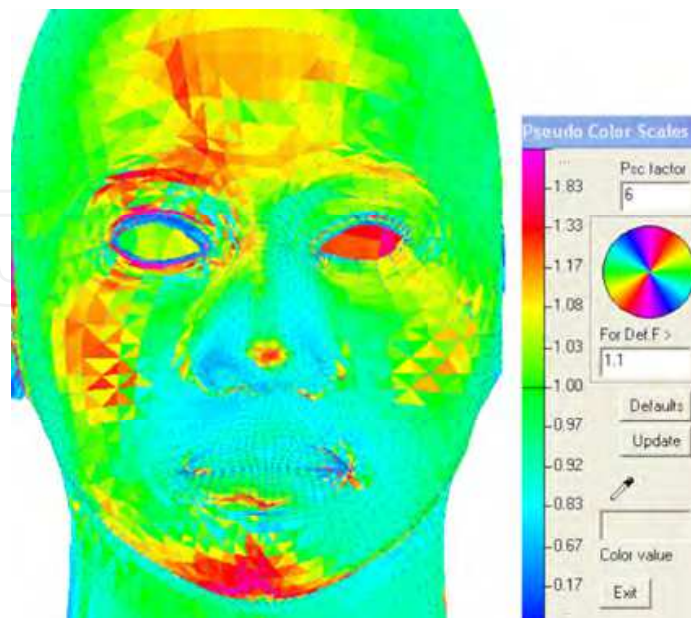 Pseudo Color Scales
...
1.83
1.33
1.17
1.08
1.03
1.00
0.97
0.92
0.83
0.67
0.17
...
Psc factor
6
For Def F >
1.1
Defaults
Update
Color value
Exit